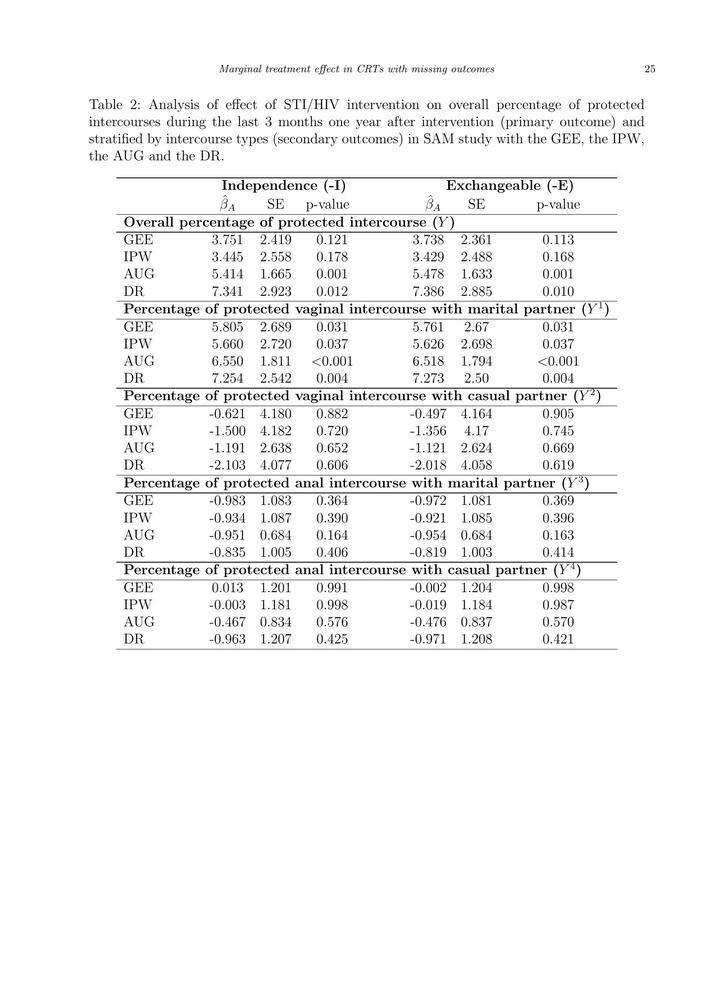 Marginal treatment effect in CRTs with missing outcomes 25
Table 2: Analysis of effect of STI/HIV intervention on overall percentage of protected
intercourses during the last 3 months one year after intervention (primary outcome) and
stratified by intercourse types (secondary outcomes) in SAM study with the GEE, the IPW,
the AUG and the DR.
Independence (-I) Exchangeable (-E)
β̂_A SE p-value β̂_A SE p-value
Overall percentage of protected intercourse (Y)
GEE 3.751 2.419 0.121 3.738 2.361 0.113
IPW 3.445 2.558 0.178 3.429 2.488 0.168
AUG 5.414 1.665 0.001 5.478 1.633 0.001
DR 7.341 2.923 0.012 7.386 2.885 0.010
Percentage of protected vaginal intercourse with marital partner (Y¹)
GEE 5.805 2.689 0.031 5.761 2.67 0.031
IPW 5.660 2.720 0.037 5.626 2.698 0.037
AUG 6.550 1.811 <0.001 6.518 1.794 <0.001
DR 7.254 2.542 0.004 7.273 2.50 0.004
Percentage of protected vaginal intercourse with casual partner (Y²)
GEE -0.621 4.180 0.882 -0.497 4.164 0.905
IPW -1.500 4.182 0.720 -1.356 4.17 0.745
AUG -1.191 2.638 0.652 -1.121 2.624 0.669
DR -2.103 4.077 0.606 -2.018 4.058 0.619
Percentage of protected anal intercourse with marital partner (Y³)
GEE -0.983 1.083 0.364 -0.972 1.081 0.369
IPW -0.934 1.087 0.390 -0.921 1.085 0.396
AUG -0.951 0.684 0.164 -0.954 0.684 0.163
DR -0.835 1.005 0.406 -0.819 1.003 0.414
Percentage of protected anal intercourse with casual partner (Y⁴)
GEE 0.013 1.201 0.991 -0.002 1.204 0.998
IPW -0.003 1.181 0.998 -0.019 1.184 0.987
AUG -0.467 0.834 0.576 -0.476 0.837 0.570
DR -0.963 1.207 0.425 -0.971 1.208 0.421